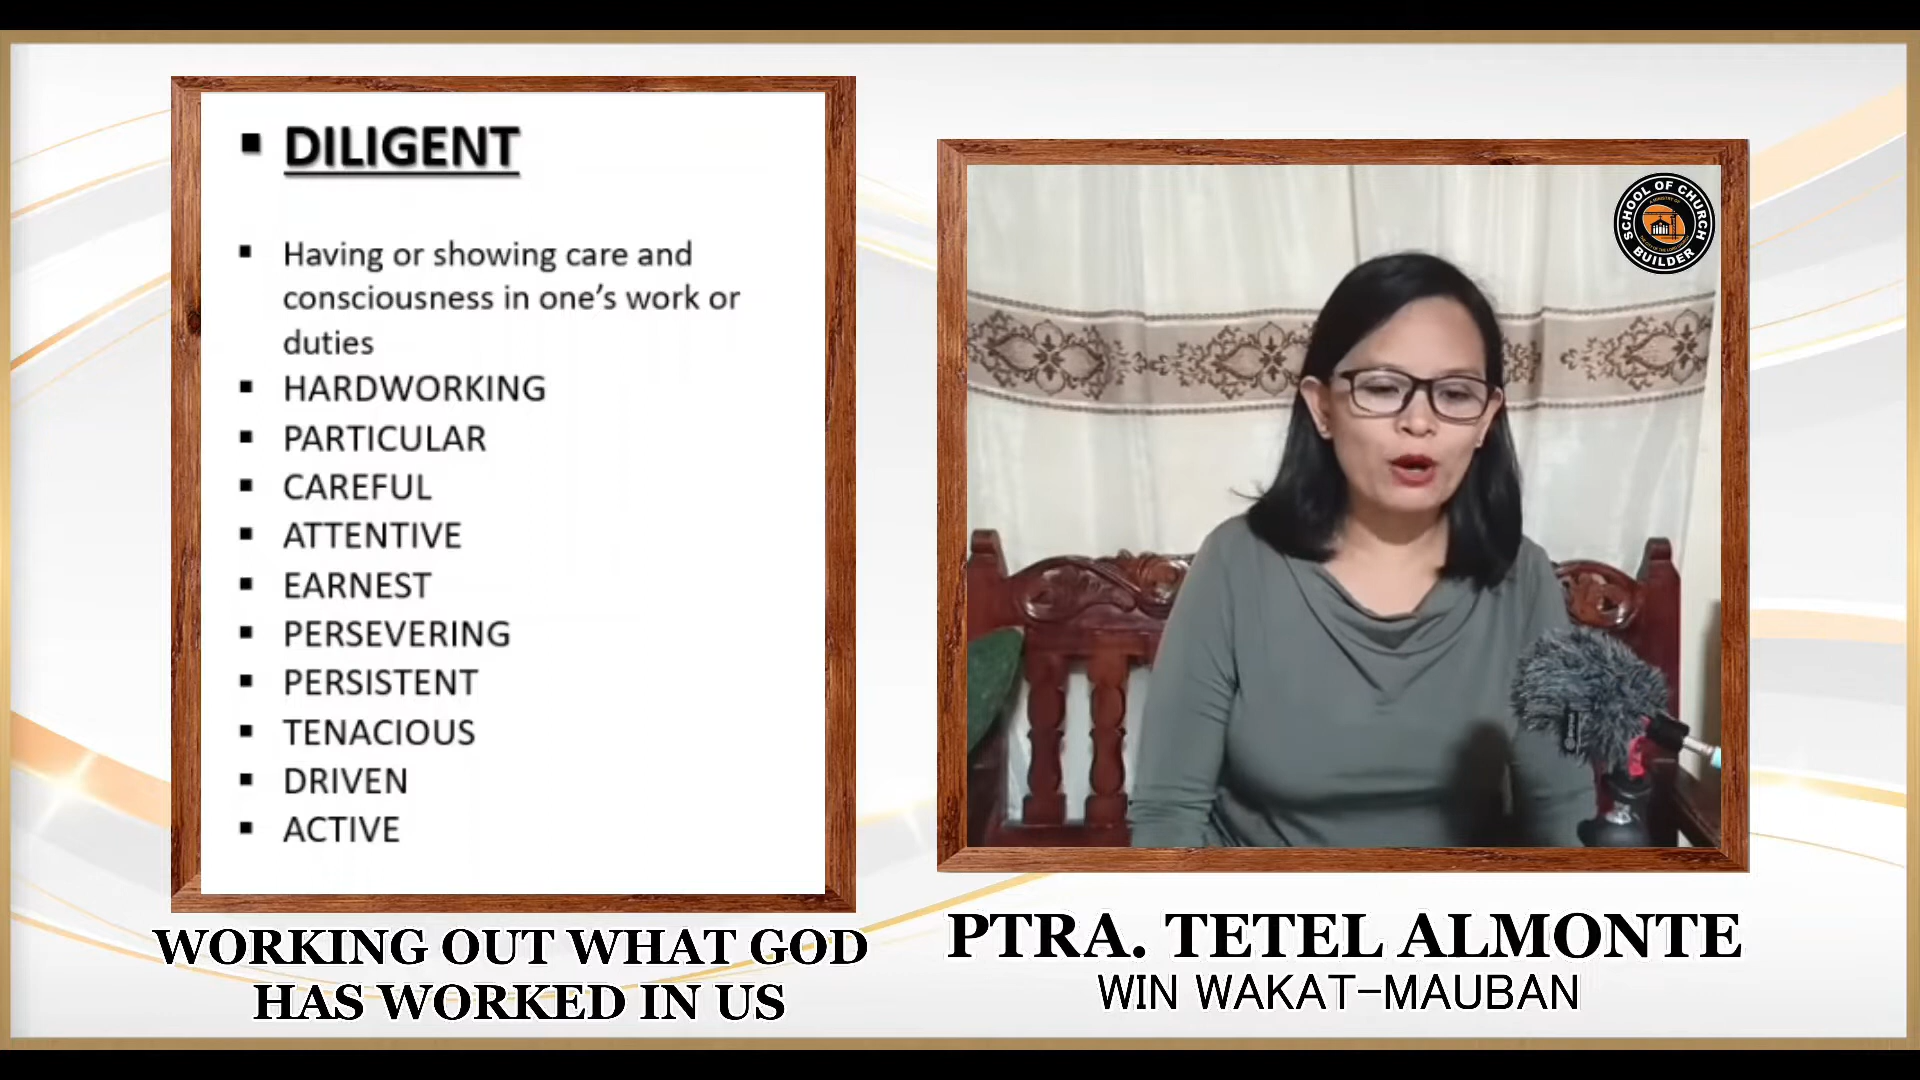 DILIGENT
Having or showing care and
consciousness in one's work or
duties
HARDWORKING
PARTICULAR
CAREFUL
ATTENTIVE
EARNEST
PERSEVERING
PERSISTENT
TENACIOUS
DRIVEN
ACTIVE
WORKING OUT WHAT GOD
HAS WORKED IN US
SCHOOL OF CHURCH
BUILDER
PTRA. TETEL ALMONTE
WIN WAKAT-MAUBAN